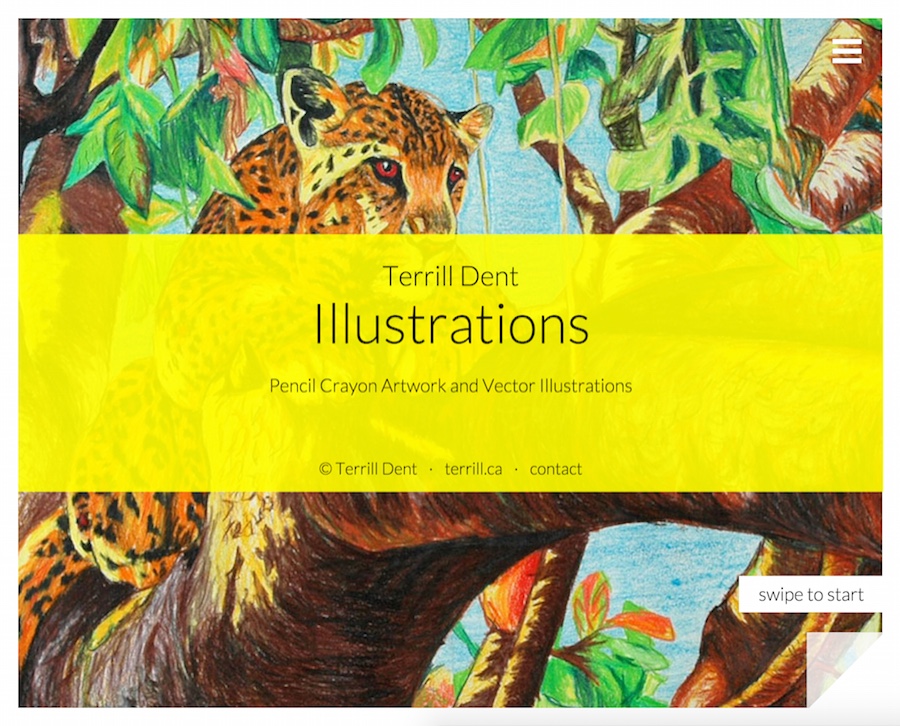 Terrill Dent
Illustrations
Pencil Crayon Artwork and Vector Illustrations
© Terrill Dent · terrill.ca · contact
swipe to start